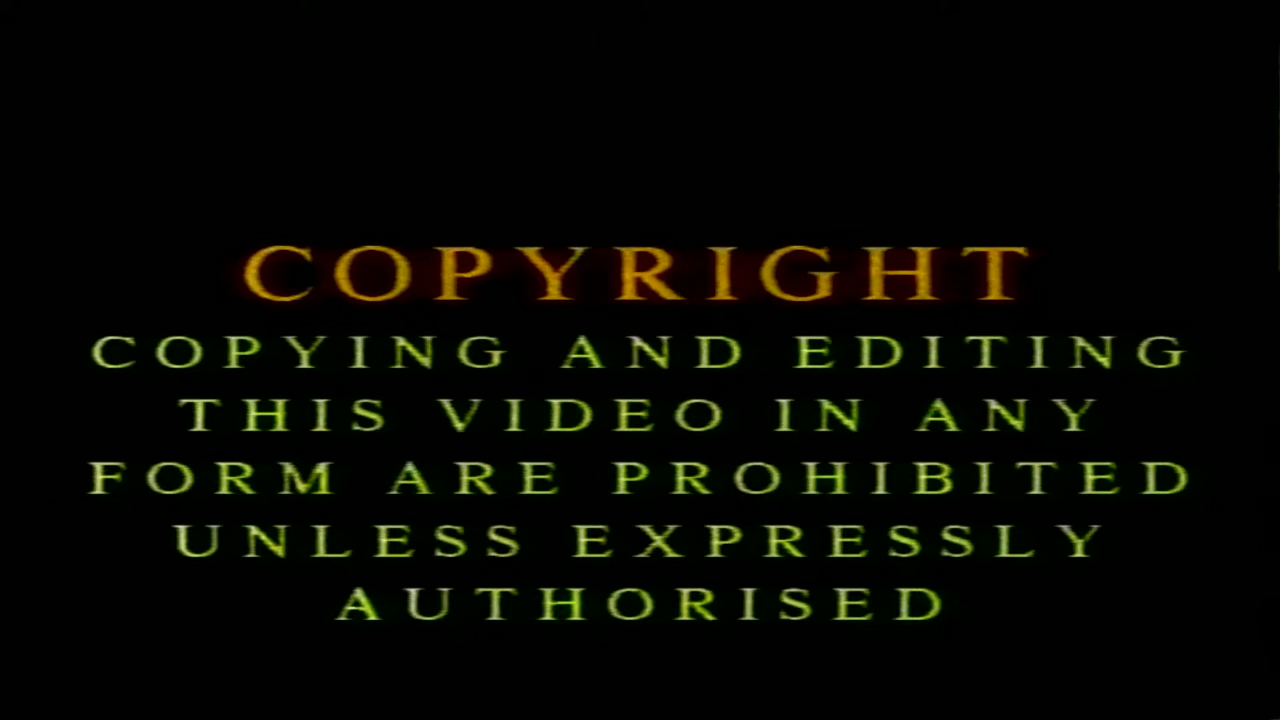 COPYRIGHT
COPYING AND EDITING
THIS VIDEO IN ANY
FORM ARE PROHIBITED
UNLESS EXPRESSLY
AUTHORISED